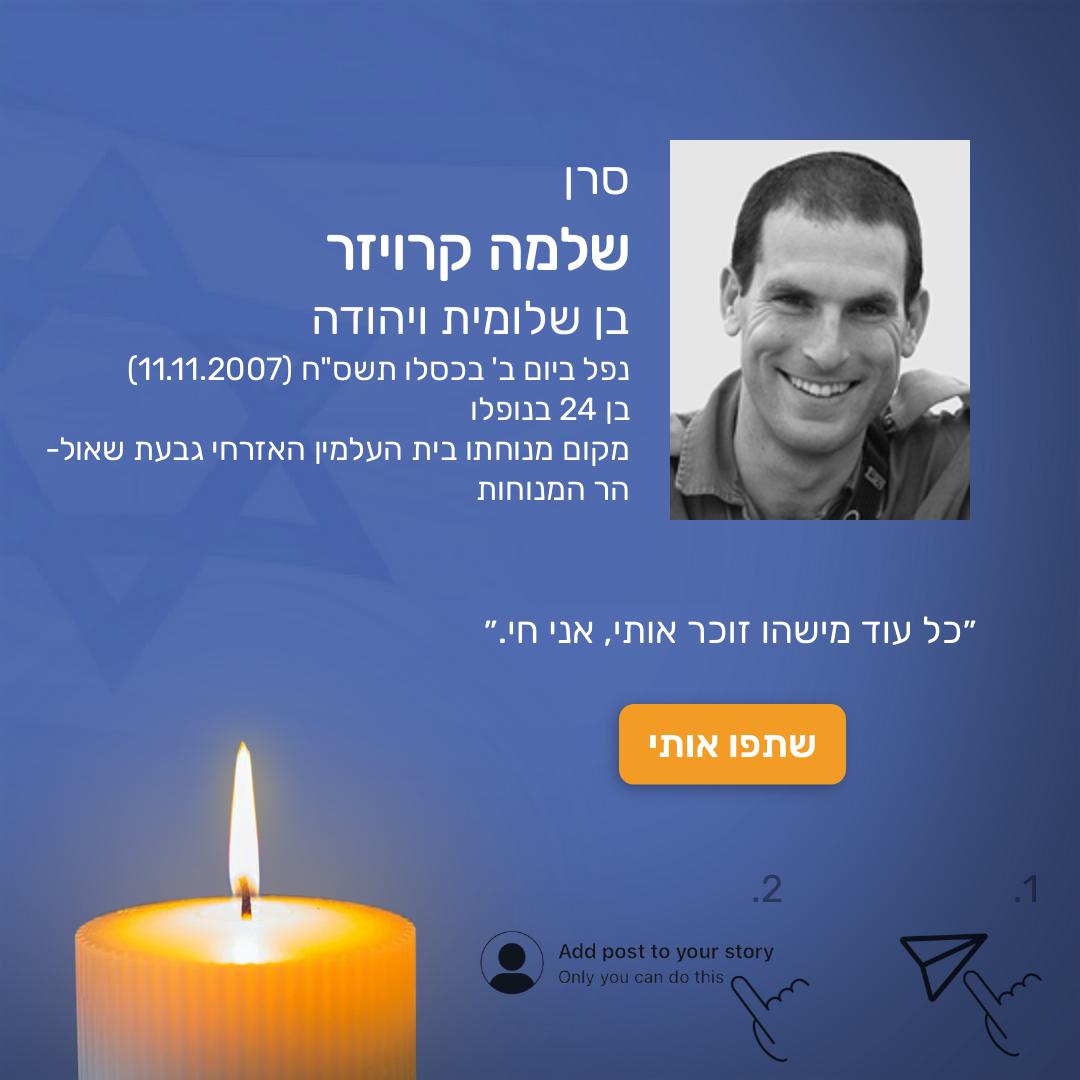 סרן
שלמה קרויזר
בן שלומית ויהודה
נפל ביום ב' בכסלו תשס"ח (11.11.2007)
בן 24 בנופלו
מקום מנוחתו בית העלמין האזרחי גבעת שאול-
הר המנוחות
״כל עוד מישהו זוכר אותי, אני חי.״
שתפו אותי
1.
2.
Add post to your story
Only you can do this